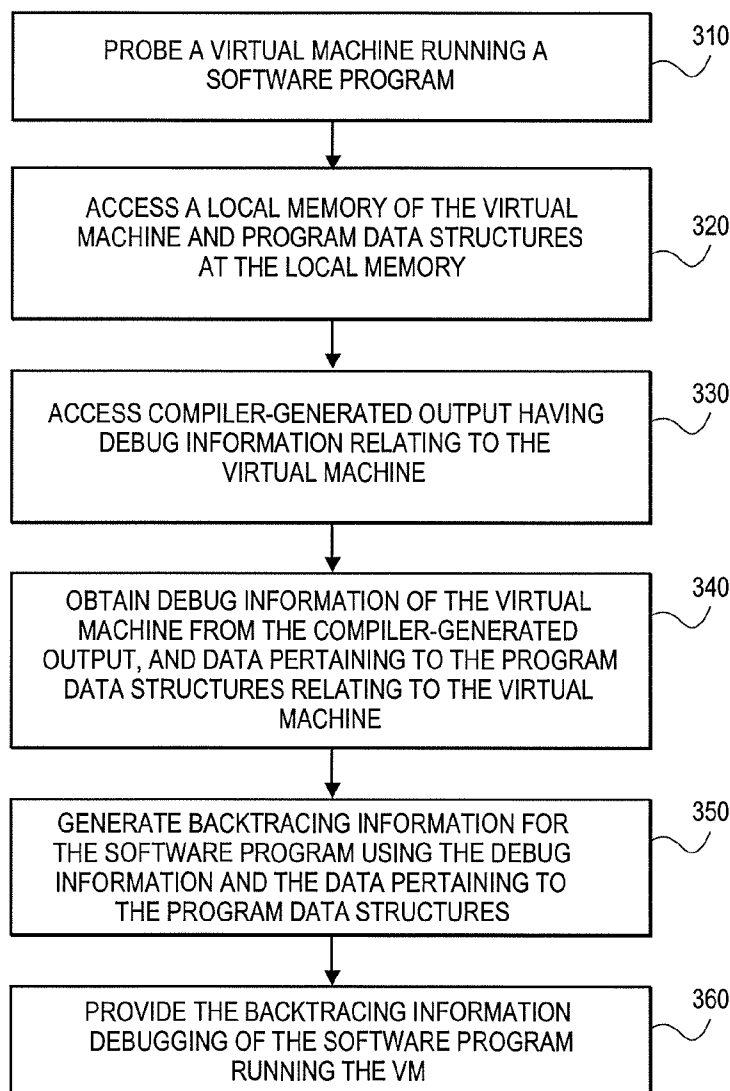 PROBE A VIRTUAL MACHINE RUNNING A
SOFTWARE PROGRAM
310
ACCESS A LOCAL MEMORY OF THE VIRTUAL
MACHINE AND PROGRAM DATA STRUCTURES
AT THE LOCAL MEMORY
320
ACCESS COMPILER-GENERATED OUTPUT HAVING
DEBUG INFORMATION RELATING TO THE
VIRTUAL MACHINE
330
OBTAIN DEBUG INFORMATION OF THE VIRTUAL
MACHINE FROM THE COMPILER-GENERATED
OUTPUT, AND DATA PERTAINING TO THE PROGRAM
DATA STRUCTURES RELATING TO THE VIRTUAL
MACHINE
340
GENERATE BACKTRACING INFORMATION FOR
THE SOFTWARE PROGRAM USING THE DEBUG
INFORMATION AND THE DATA PERTAINING TO
THE PROGRAM DATA STRUCTURES
350
PROVIDE THE BACKTRACING INFORMATION
DEBUGGING OF THE SOFTWARE PROGRAM
RUNNING THE VM
360